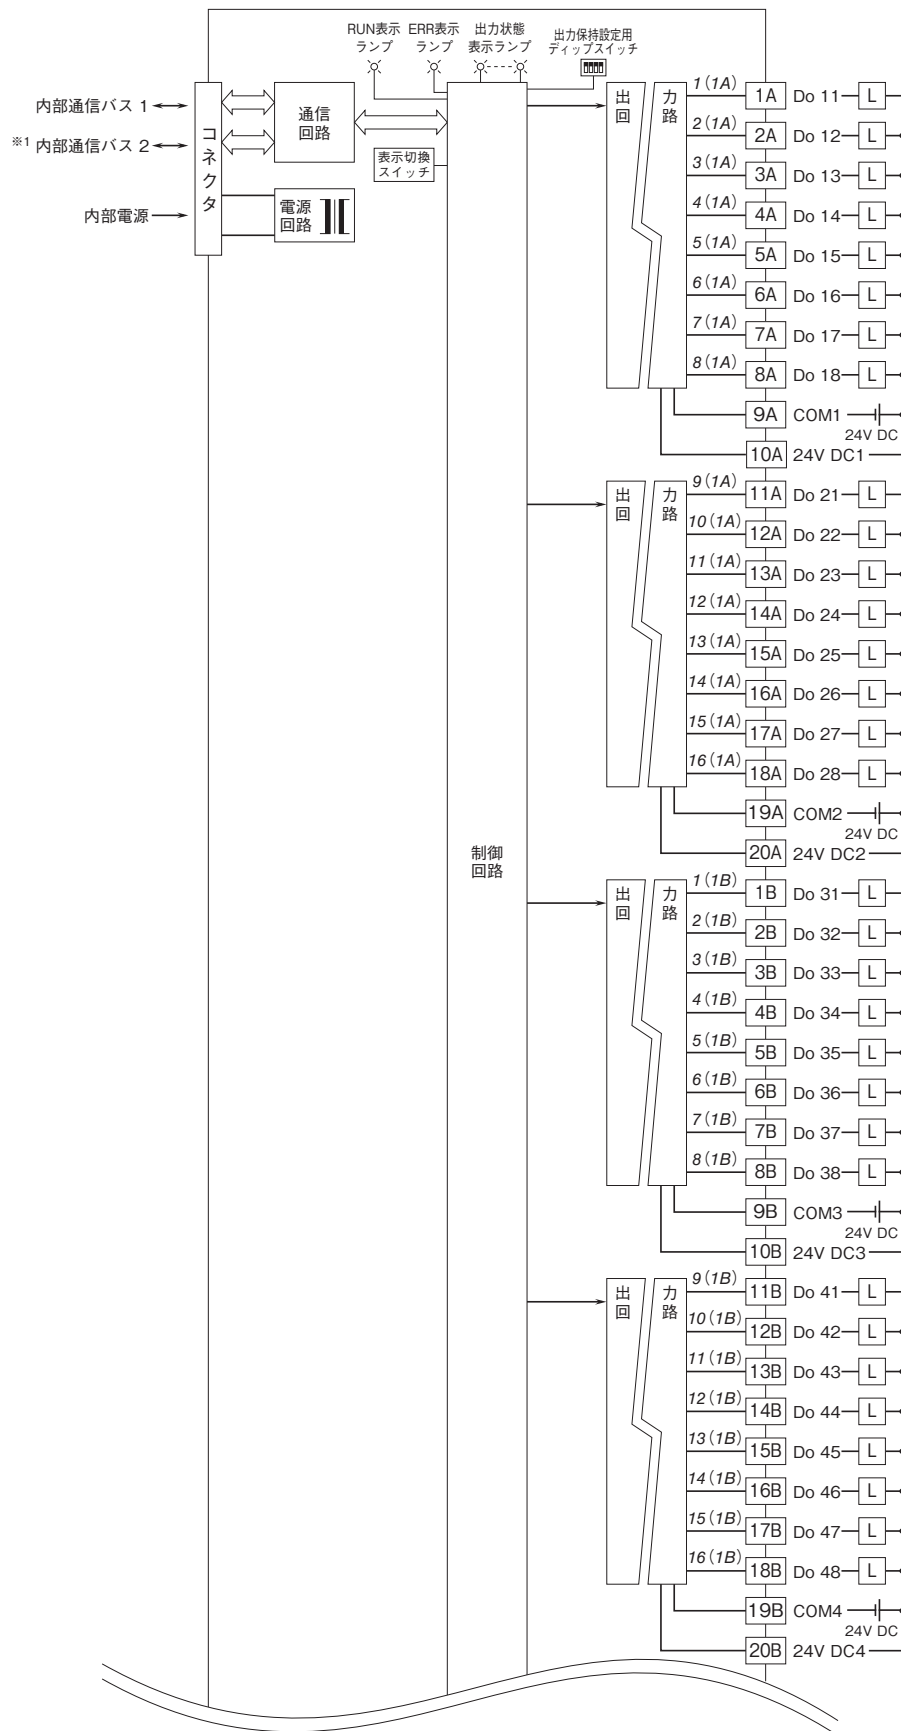 RUN表示
ランプ
ERR表示
ランプ
出力状態
表示ランプ
出力保持設定用
ディップスイッチ
内部通信バス 1
※1 内部通信バス 2
内部電源
コネクタ
通信
回路
電源
回路
表示切換
スイッチ
制御
回路
出力
回路
1(1A) 1A Do 11 L
2(1A) 2A Do 12 L
3(1A) 3A Do 13 L
4(1A) 4A Do 14 L
5(1A) 5A Do 15 L
6(1A) 6A Do 16 L
7(1A) 7A Do 17 L
8(1A) 8A Do 18 L
9A COM1
24V DC
10A 24V DC1
出力
回路
9(1A) 11A Do 21 L
10(1A) 12A Do 22 L
11(1A) 13A Do 23 L
12(1A) 14A Do 24 L
13(1A) 15A Do 25 L
14(1A) 16A Do 26 L
15(1A) 17A Do 27 L
16(1A) 18A Do 28 L
19A COM2
24V DC
20A 24V DC2
出力
回路
1(1B) 1B Do 31 L
2(1B) 2B Do 32 L
3(1B) 3B Do 33 L
4(1B) 4B Do 34 L
5(1B) 5B Do 35 L
6(1B) 6B Do 36 L
7(1B) 7B Do 37 L
8(1B) 8B Do 38 L
9B COM3
24V DC
10B 24V DC3
出力
回路
9(1B) 11B Do 41 L
10(1B) 12B Do 42 L
11(1B) 13B Do 43 L
12(1B) 14B Do 44 L
13(1B) 15B Do 45 L
14(1B) 16B Do 46 L
15(1B) 17B Do 47 L
16(1B) 18B Do 48 L
19B COM4
24V DC
20B 24V DC4